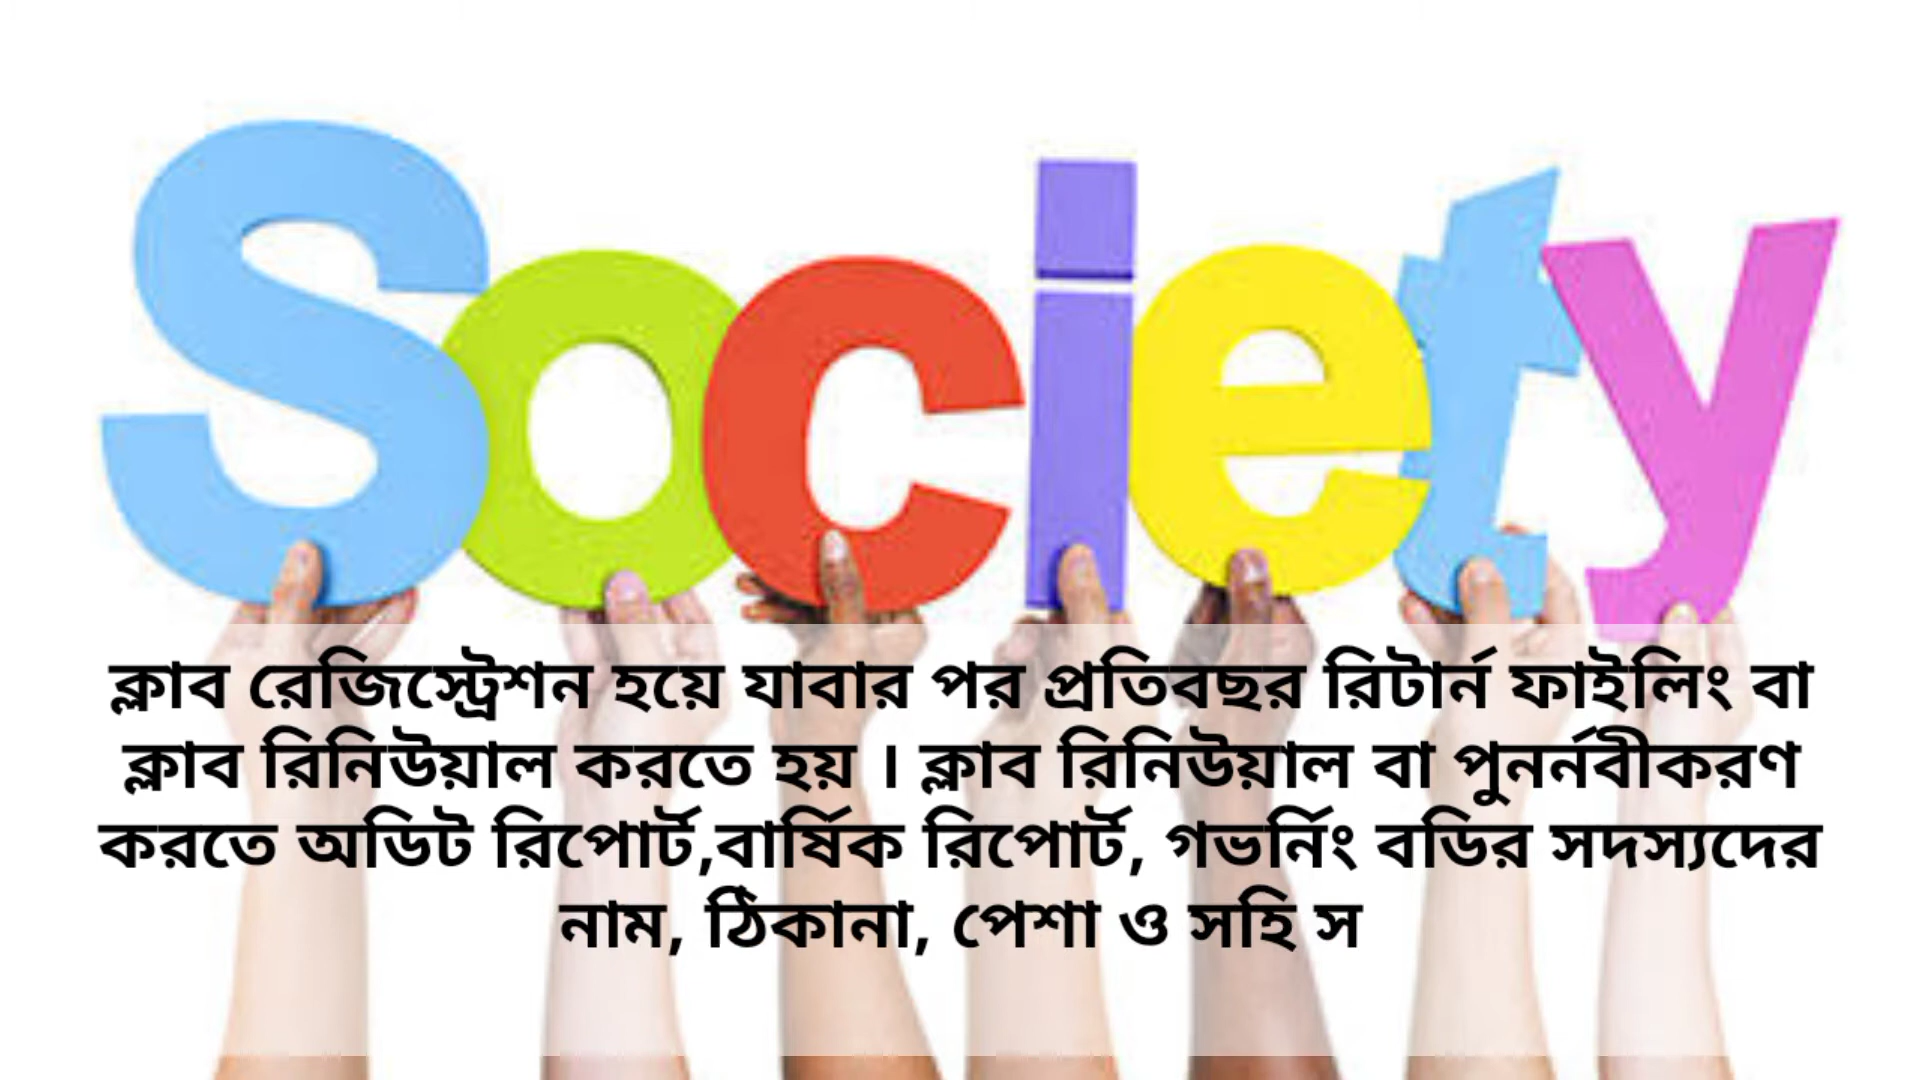 Society
ক্লাব রেজিস্ট্রেশন হয়ে যাবার পর প্রতিবছর রিটার্ন ফাইলিং বা
ক্লাব রিনিউয়াল করতে হয় । ক্লাব রিনিউয়াল বা পুনর্নবীকরণ
করতে অডিট রিপোর্ট,বার্ষিক রিপোর্ট, গভর্নিং বডির সদস্যদের
নাম, ঠিকানা, পেশা ও সহি স